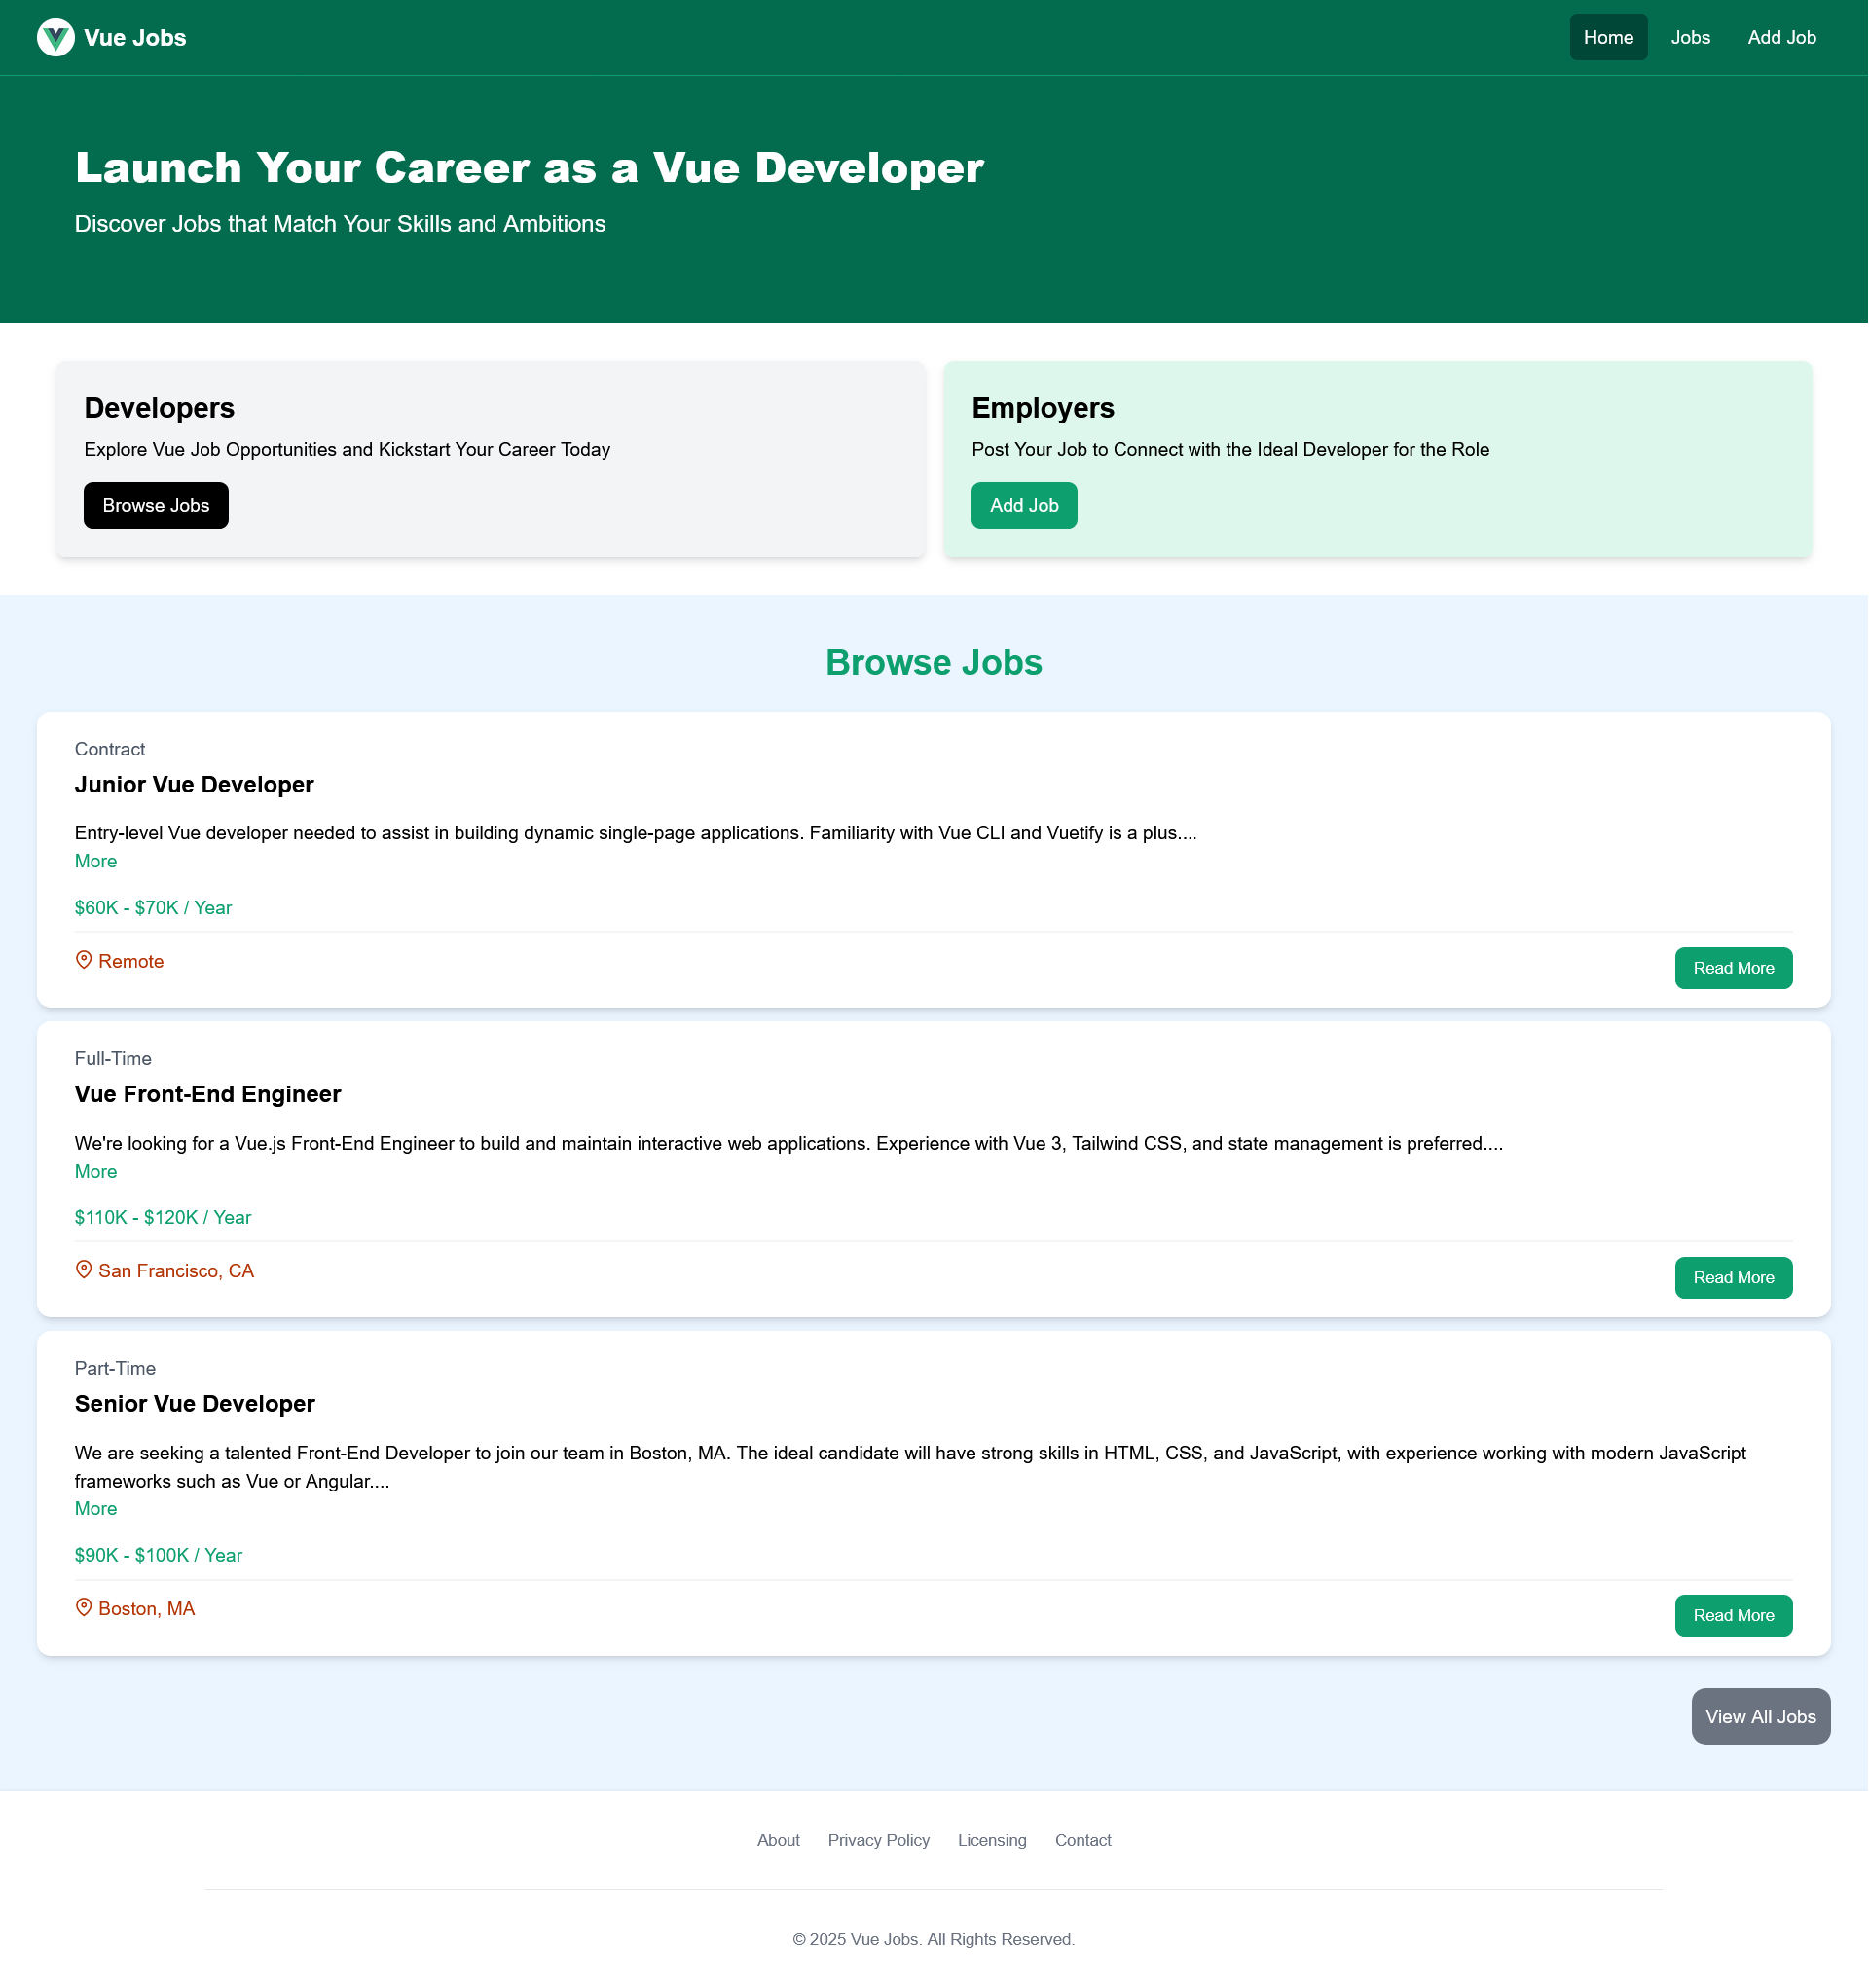 Vue Jobs
Home
Jobs
Add Job
Launch Your Career as a Vue Developer
Discover Jobs that Match Your Skills and Ambitions
Developers
Explore Vue Job Opportunities and Kickstart Your Career Today
Browse Jobs
Employers
Post Your Job to Connect with the Ideal Developer for the Role
Add Job
Browse Jobs
Contract
Junior Vue Developer
Entry-level Vue developer needed to assist in building dynamic single-page applications. Familiarity with Vue CLI and Vuetify is a plus....
More
$60K - $70K / Year
Remote
Read More
Full-Time
Vue Front-End Engineer
We're looking for a Vue.js Front-End Engineer to build and maintain interactive web applications. Experience with Vue 3, Tailwind CSS, and state management is preferred....
More
$110K - $120K / Year
San Francisco, CA
Read More
Part-Time
Senior Vue Developer
We are seeking a talented Front-End Developer to join our team in Boston, MA. The ideal candidate will have strong skills in HTML, CSS, and JavaScript, with experience working with modern JavaScript
frameworks such as Vue or Angular....
More
$90K - $100K / Year
Boston, MA
Read More
View All Jobs
About
Privacy Policy
Licensing
Contact
© 2025 Vue Jobs. All Rights Reserved.